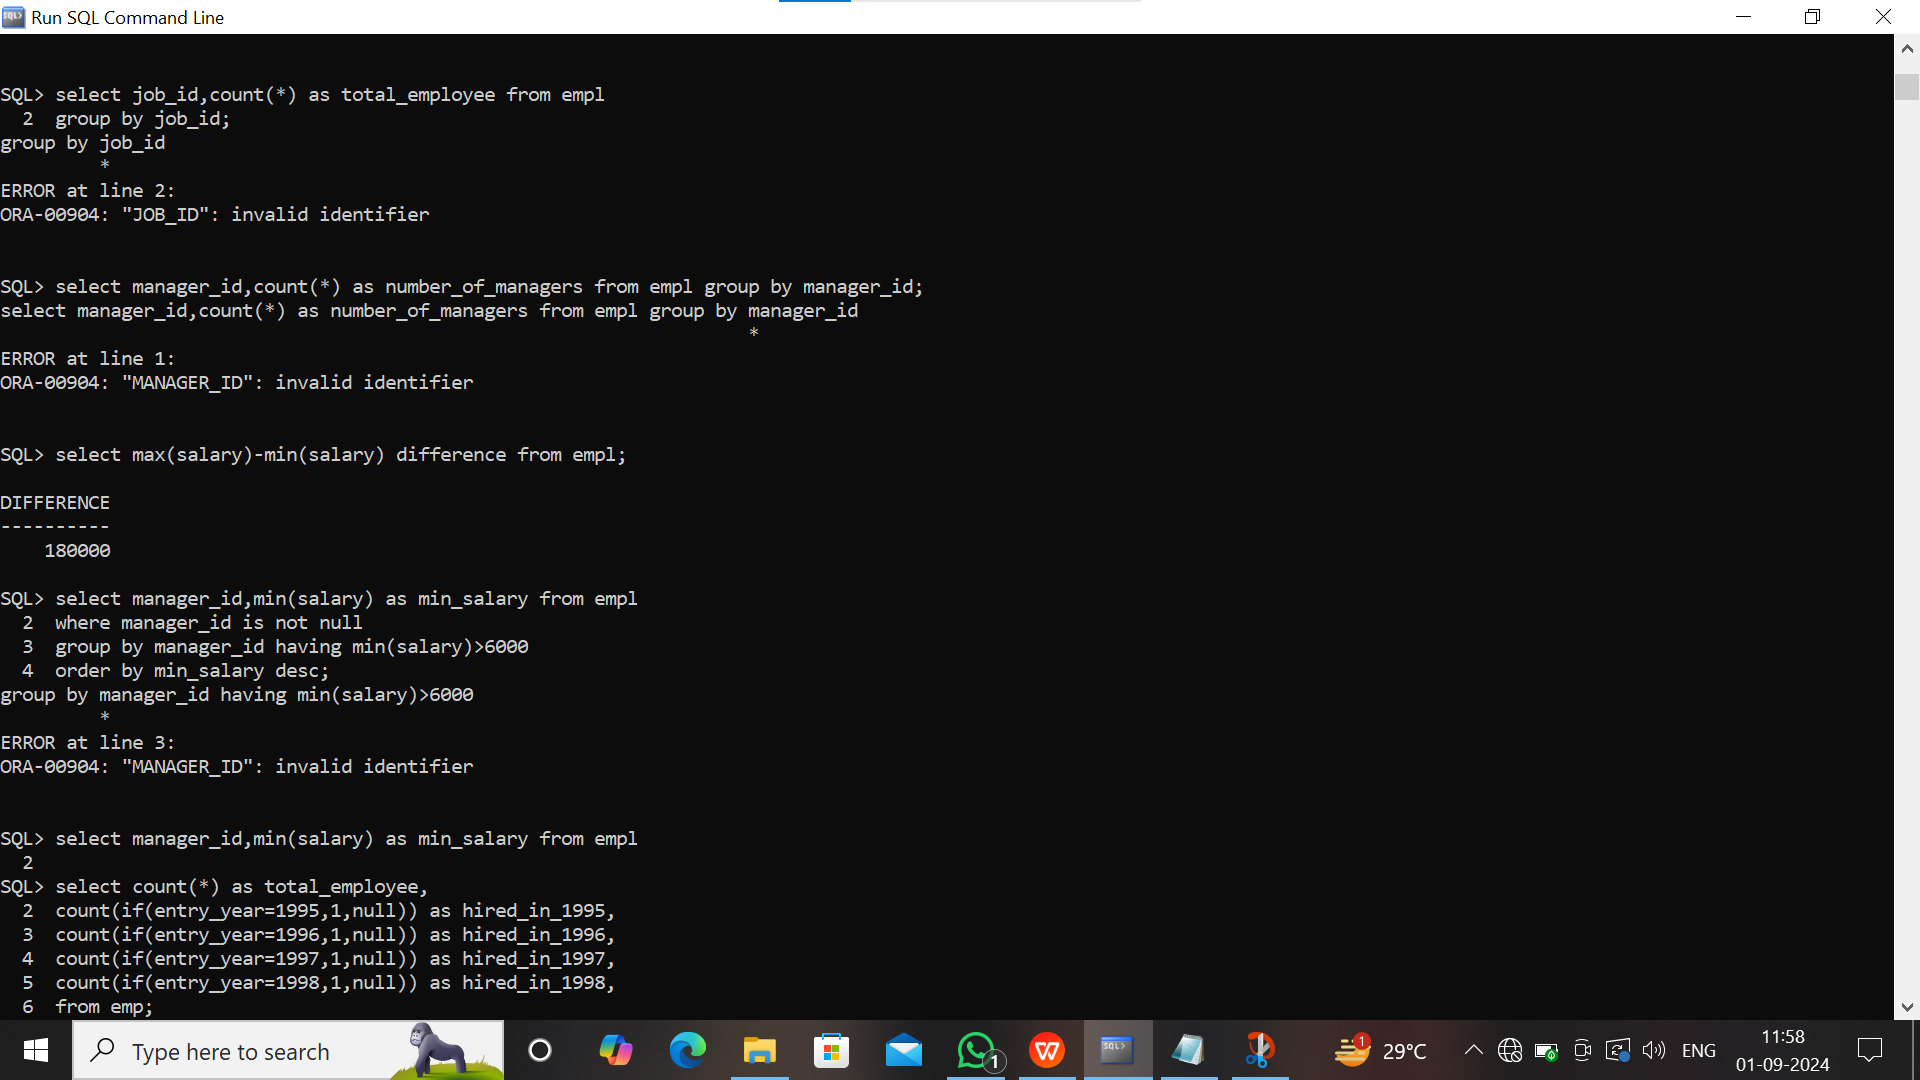 Run SQL Command Line
SQL> select job_id,count(*) as total_employee from empl
  2  group by job_id;
group by job_id
         *
ERROR at line 2:
ORA-00904: "JOB_ID": invalid identifier
SQL> select manager_id,count(*) as number_of_managers from empl group by manager_id;
select manager_id,count(*) as number_of_managers from empl group by manager_id
                                                                    *
ERROR at line 1:
ORA-00904: "MANAGER_ID": invalid identifier
SQL> select max(salary)-min(salary) difference from empl;
DIFFERENCE
----------
    180000
SQL> select manager_id,min(salary) as min_salary from empl
  2  where manager_id is not null
  3  group by manager_id having min(salary)>6000
  4  order by min_salary desc;
group by manager_id having min(salary)>6000
         *
ERROR at line 3:
ORA-00904: "MANAGER_ID": invalid identifier
SQL> select manager_id,min(salary) as min_salary from empl
  2
SQL> select count(*) as total_employee,
  2  count(if(entry_year=1995,1,null)) as hired_in_1995,
  3  count(if(entry_year=1996,1,null)) as hired_in_1996,
  4  count(if(entry_year=1997,1,null)) as hired_in_1997,
  5  count(if(entry_year=1998,1,null)) as hired_in_1998,
  6  from emp;
Type here to search
1
W
SQL>
1
29°C
ENG
11:58
01-09-2024